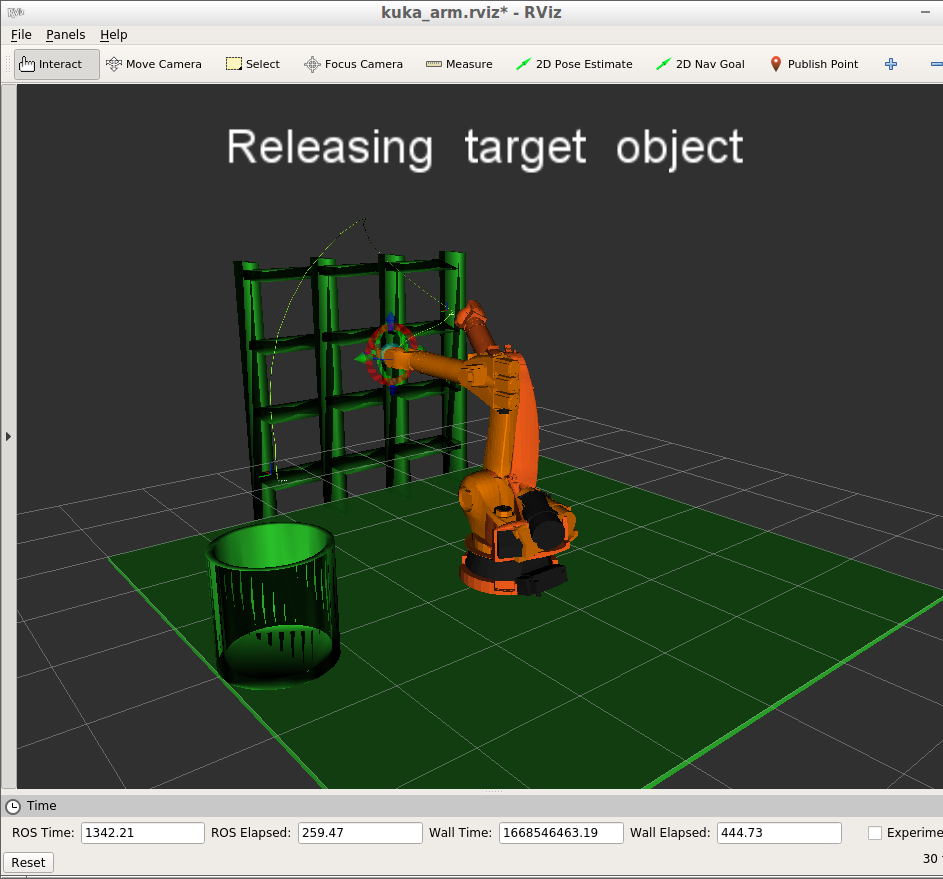 kuka_arm.rviz* - RViz
File Panels Help
Interact Move Camera Select Focus Camera Measure 2D Pose Estimate 2D Nav Goal Publish Point
Releasing target object
Time
ROS Time: 1342.21 ROS Elapsed: 259.47 Wall Time: 1668546463.19 Wall Elapsed: 444.73 Experime
Reset 30